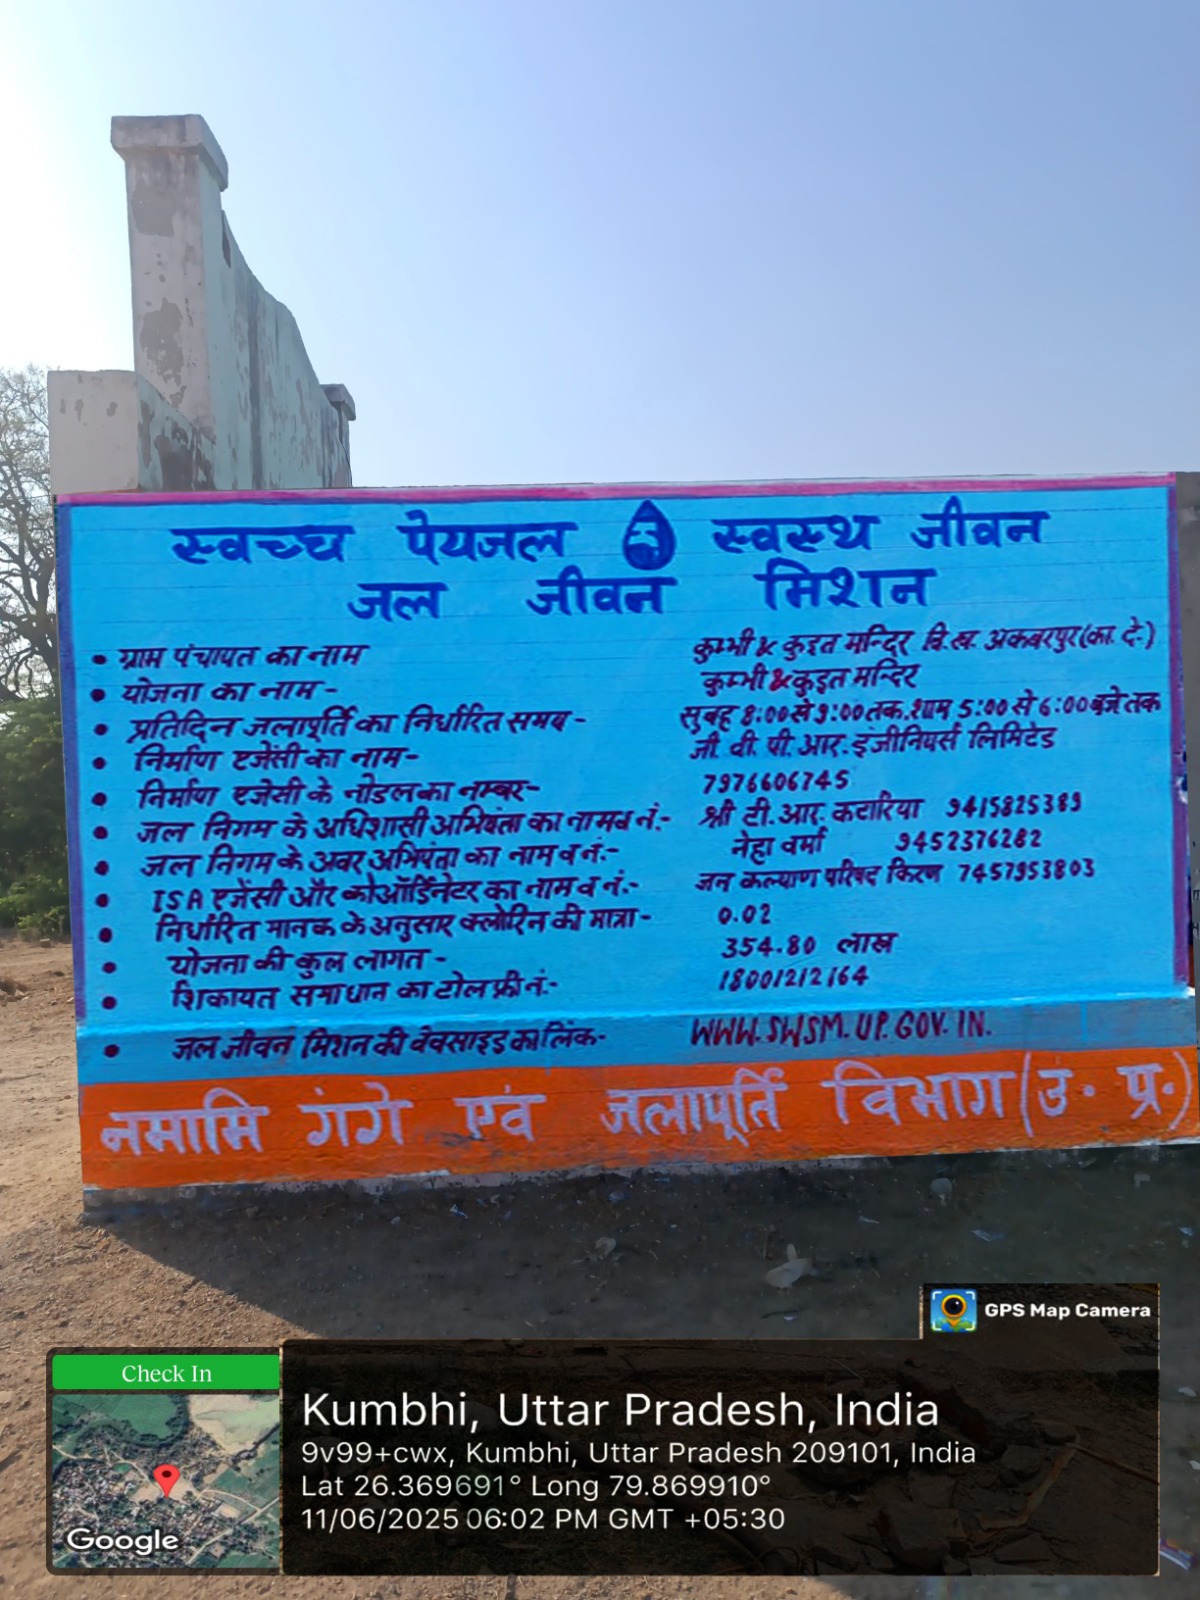 स्वच्छ पेयजल स्वस्थ जीवन
जल जीवन मिशन
• ग्राम पंचायत का नाम कुम्भी & कुइत मन्दिर वि.ख. अकबरपुर(का. दे.)
• योजना का नाम- कुम्भी & कुइत मन्दिर
• प्रतिदिन जलापूर्ति का निर्धारित समय- सुबह 8:00 से 9:00 तक. शाम 5:00 से 6:00 बजे तक
• निर्माण एजेंसी का नाम- जी. वी. पी. आर. इंजीनियर्स लिमिटेड
• निर्माण एजेंसी के नोडल का नम्बर- 7976606745
• जल निगम के अधिशासी अभियंता का नाम व नं.- श्री टी. आर. कटारिया 9415825389
• जल निगम के अवर अभियंता का नाम व नं.- नेहा वर्मा 9452376282
• ISA एजेंसी और कोऑर्डिनेटर का नाम व नं.- जन कल्याण परिषद किरण 7457953803
• निर्धारित मानक के अनुसार क्लोरिन की मात्रा- 0.02
• योजना की कुल लागत- 354.80 लाख
• शिकायत समाधान का टोल फ्री नं.- 18001212164
• जल जीवन मिशन की वेबसाइड का लिंक- WWW.SWSM.UP.GOV.IN.
नमामि गंगे एवं जलापूर्ति विभाग (उ. प्र.)
GPS Map Camera
Check In
Google
Kumbhi, Uttar Pradesh, India
9v99+cwx, Kumbhi, Uttar Pradesh 209101, India
Lat 26.369691° Long 79.869910°
11/06/2025 06:02 PM GMT +05:30